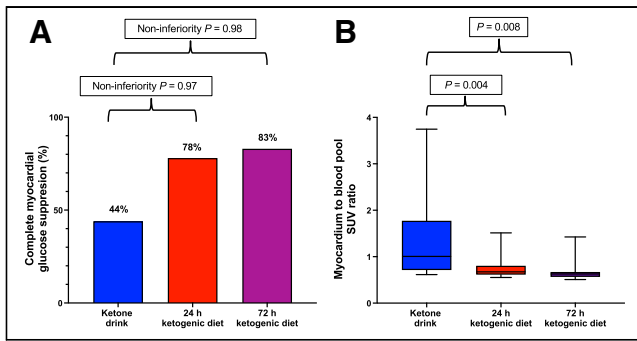 A
Non-inferiority P = 0.98
Non-inferiority P = 0.97
Complete myocardial
glucose suppresion (%)
100
50
0
44%
78%
83%
Ketone
drink
24 h
ketogenic diet
72 h
ketogenic diet
B
P = 0.008
P = 0.004
Myocardium to blood pool
SUV ratio
4
3
2
1
0
Ketone
drink
24 h
ketogenic diet
72 h
ketogenic diet